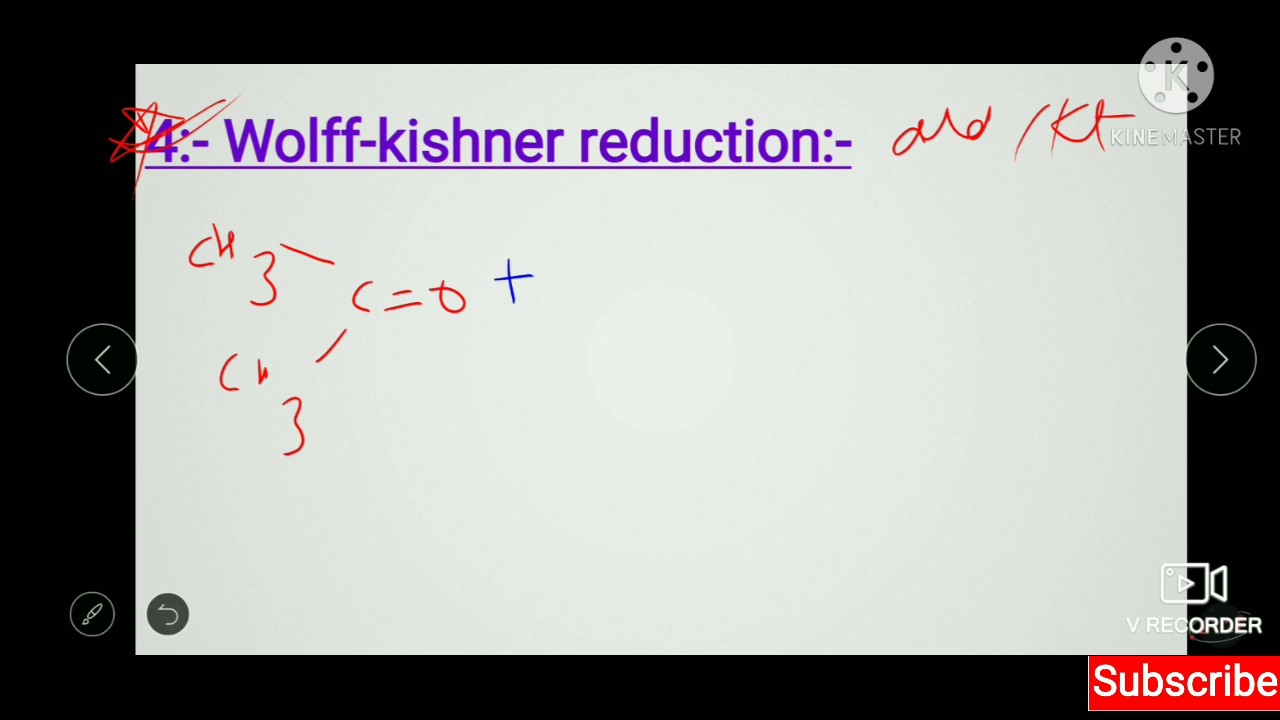 4:- Wolff-kishner reduction:- ald / Kt
KINEMASTER
CH3
C=O +
CH3
V RECORDER
Subscribe